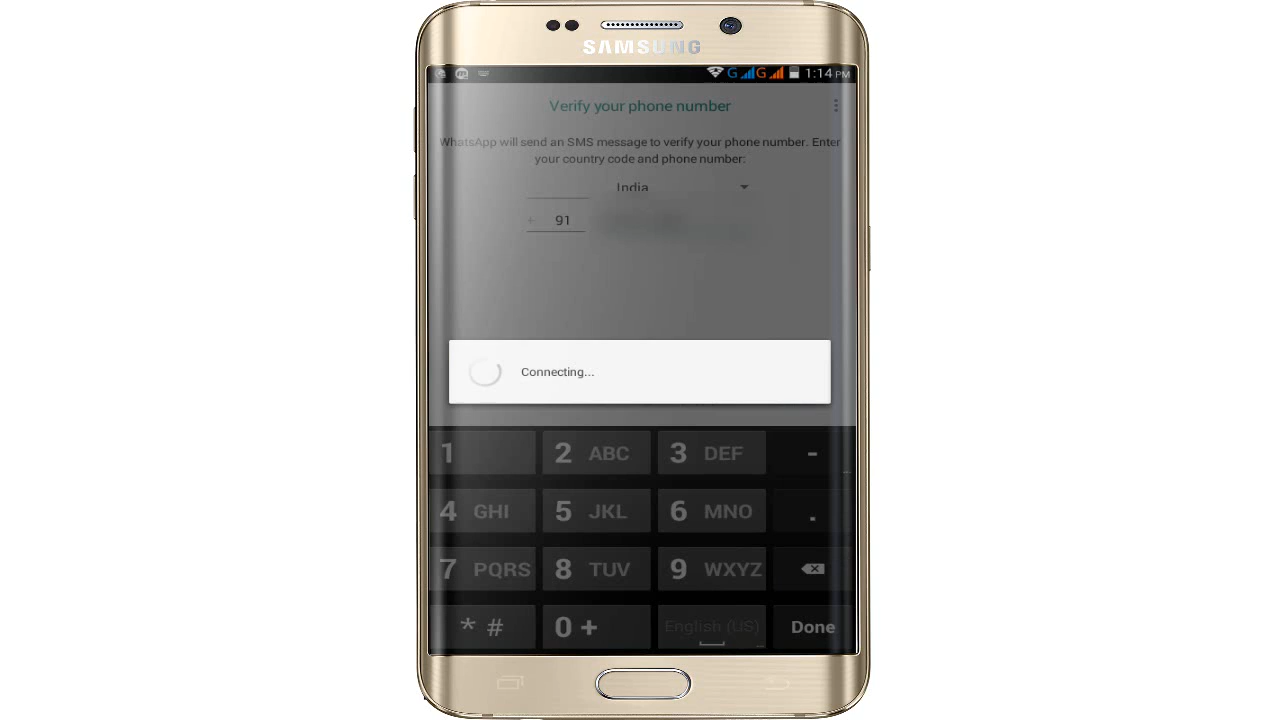 SAMSUNG
G G 1:14 PM
Verify your phone number
WhatsApp will send an SMS message to verify your phone number. Enter
your country code and phone number:
India
+ 91
Connecting...
1 2 ABC 3 DEF -
4 GHI 5 JKL 6 MNO .
7 PQRS 8 TUV 9 WXYZ
* # 0 + English (US) Done